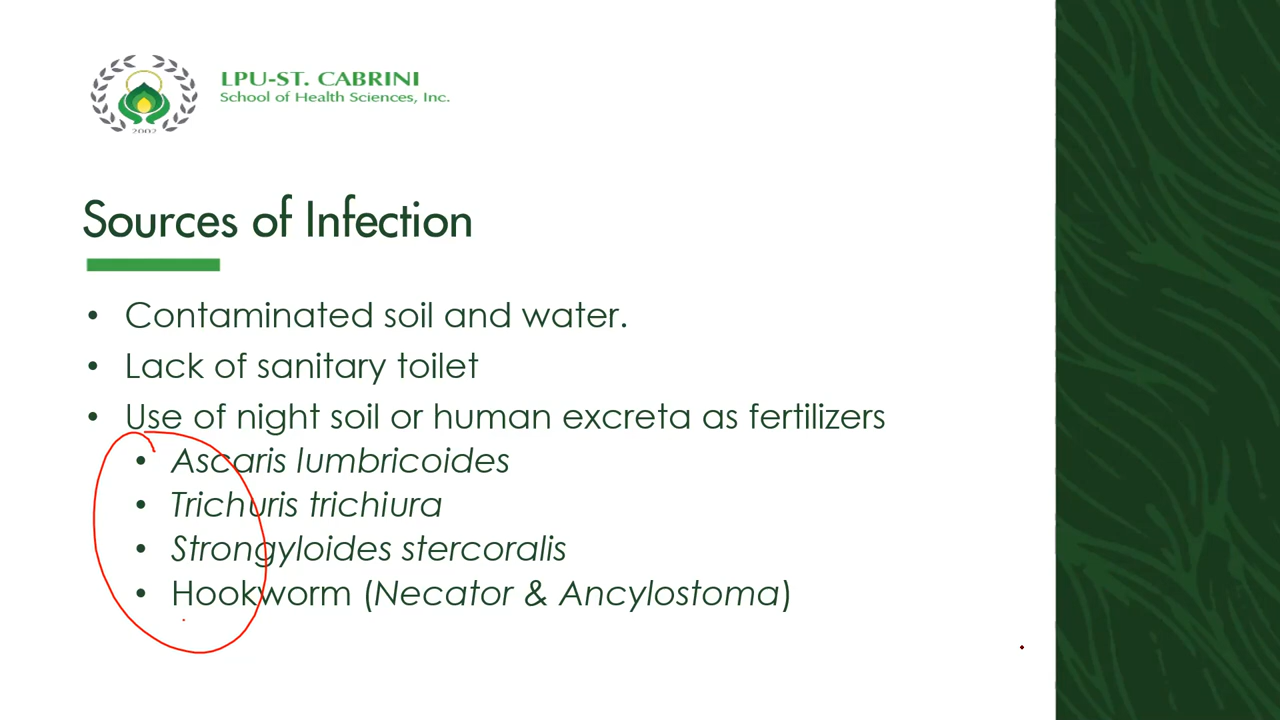 LPU-ST. CABRINI
School of Health Sciences, Inc.
2002
Sources of Infection
• Contaminated soil and water.
• Lack of sanitary toilet
• Use of night soil or human excreta as fertilizers
• Ascaris lumbricoides
• Trichuris trichiura
• Strongyloides stercoralis
• Hookworm (Necator & Ancylostoma)